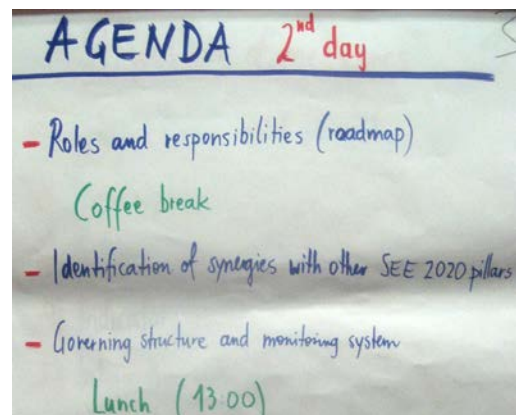 AGENDA 2nd day
- Roles and responsibilities (roadmap)
Coffee break
- Identification of synergies with other SEE 2020 pillars
- Governing structure and monitoring system
Lunch (13.00)